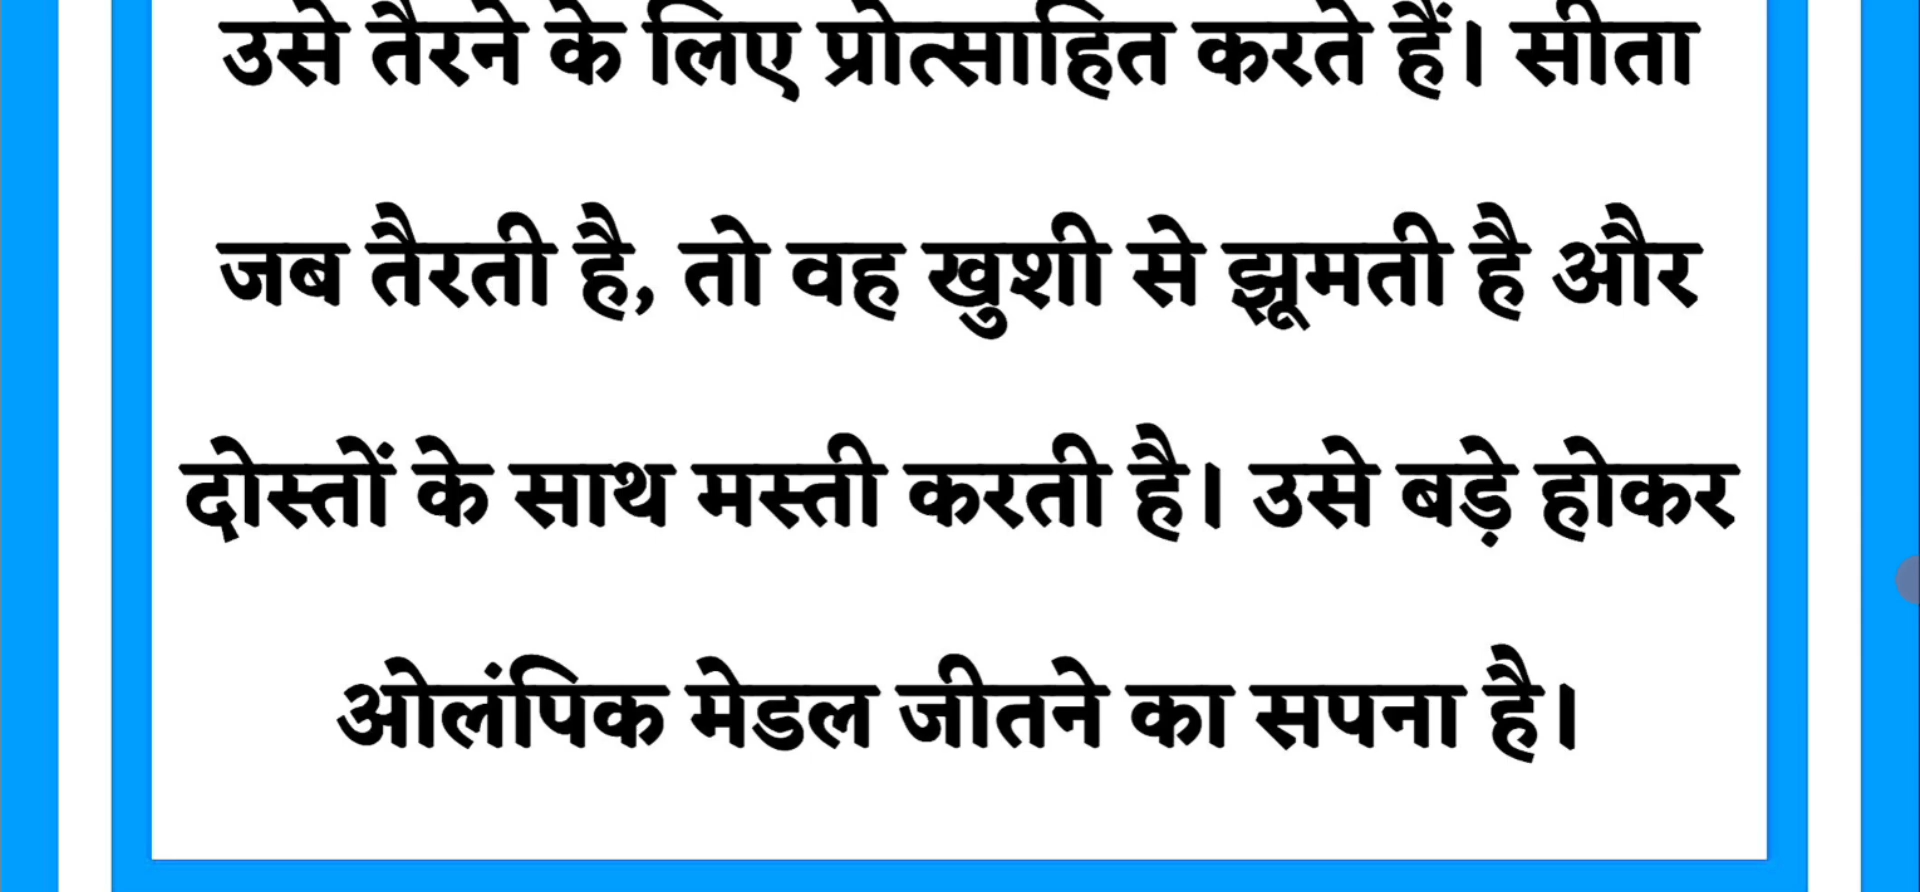 उसे तैरने के लिए प्रोत्साहित करते हैं। सीता
जब तैरती है, तो वह खुशी से झूमती है और
दोस्तों के साथ मस्ती करती है। उसे बड़े होकर
ओलंपिक मेडल जीतने का सपना है।